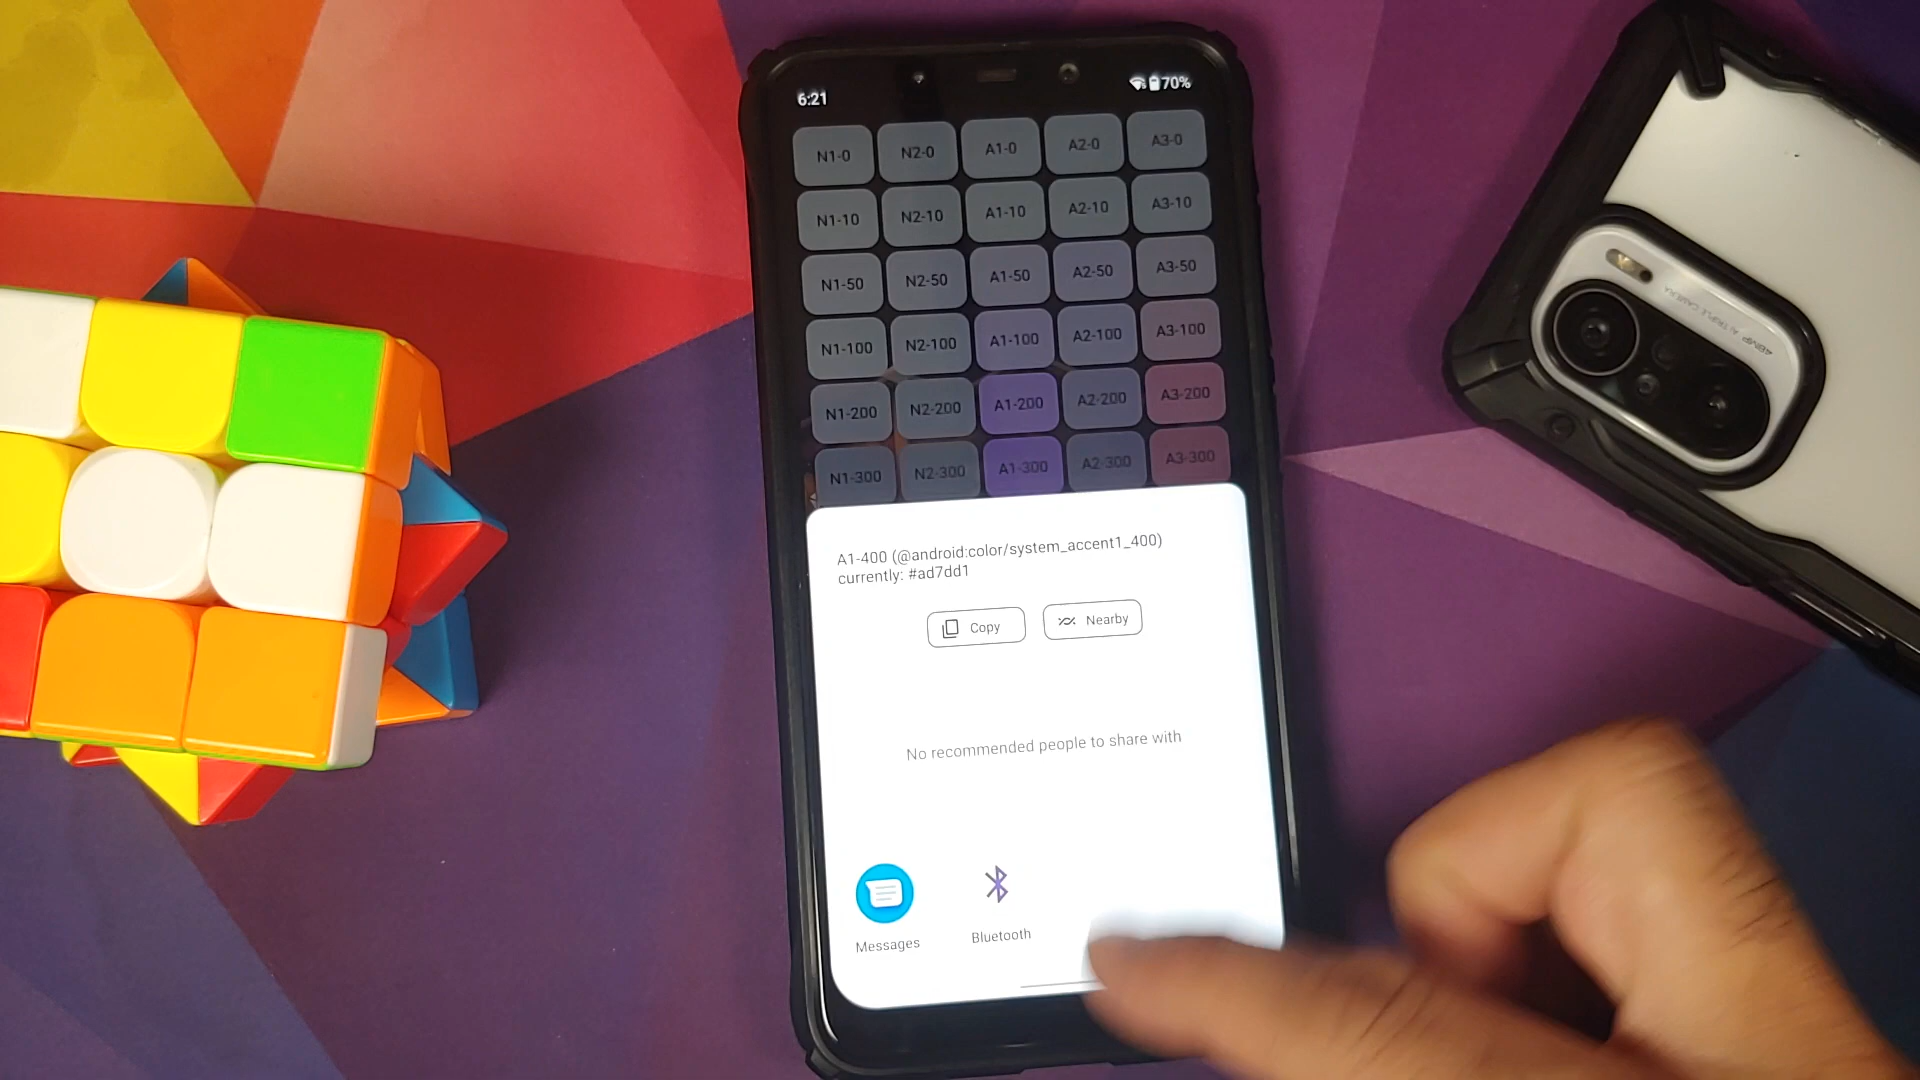 6:21
70%
N1-0 N2-0 A1-0 A2-0 A3-0
N1-10 N2-10 A1-10 A2-10 A3-10
N1-50 N2-50 A1-50 A2-50 A3-50
N1-100 N2-100 A1-100 A2-100 A3-100
N1-200 N2-200 A1-200 A2-200 A3-200
N1-300 N2-300 A1-300 A2-300 A3-300
A1-400 (@android:color/system_accent1_400)
currently: #ad7dd1
Copy Nearby
No recommended people to share with
Messages Bluetooth
48MP AI TRIPLE CAMERA